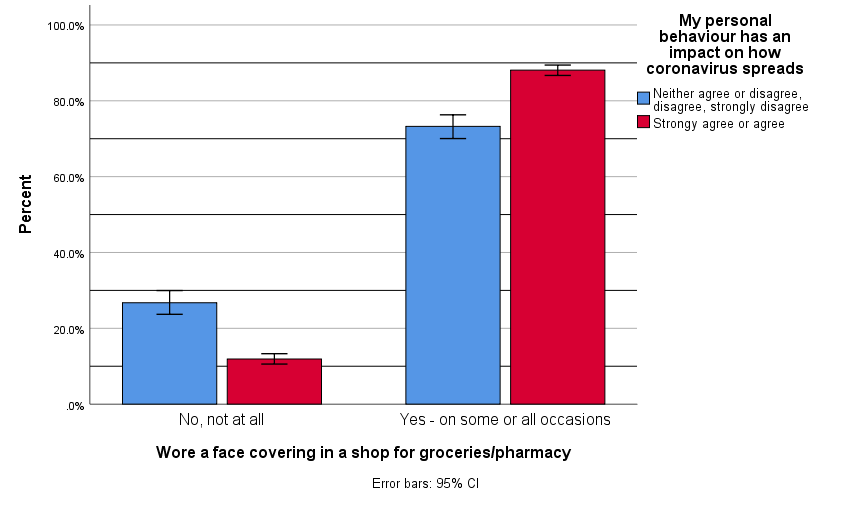 100.0%
80.0%
60.0%
40.0%
20.0%
.0%
Percent
No, not at all
Yes - on some or all occasions
Wore a face covering in a shop for groceries/pharmacy
Error bars: 95% CI
My personal
behaviour has an
impact on how
coronavirus spreads
Neither agree or disagree,
disagree, strongly disagree
Strongy agree or agree